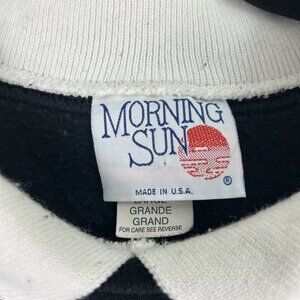 MORNING
SUN
®
MADE IN U.S.A.
LARGE
GRANDE
GRAND
FOR CARE SEE REVERSE